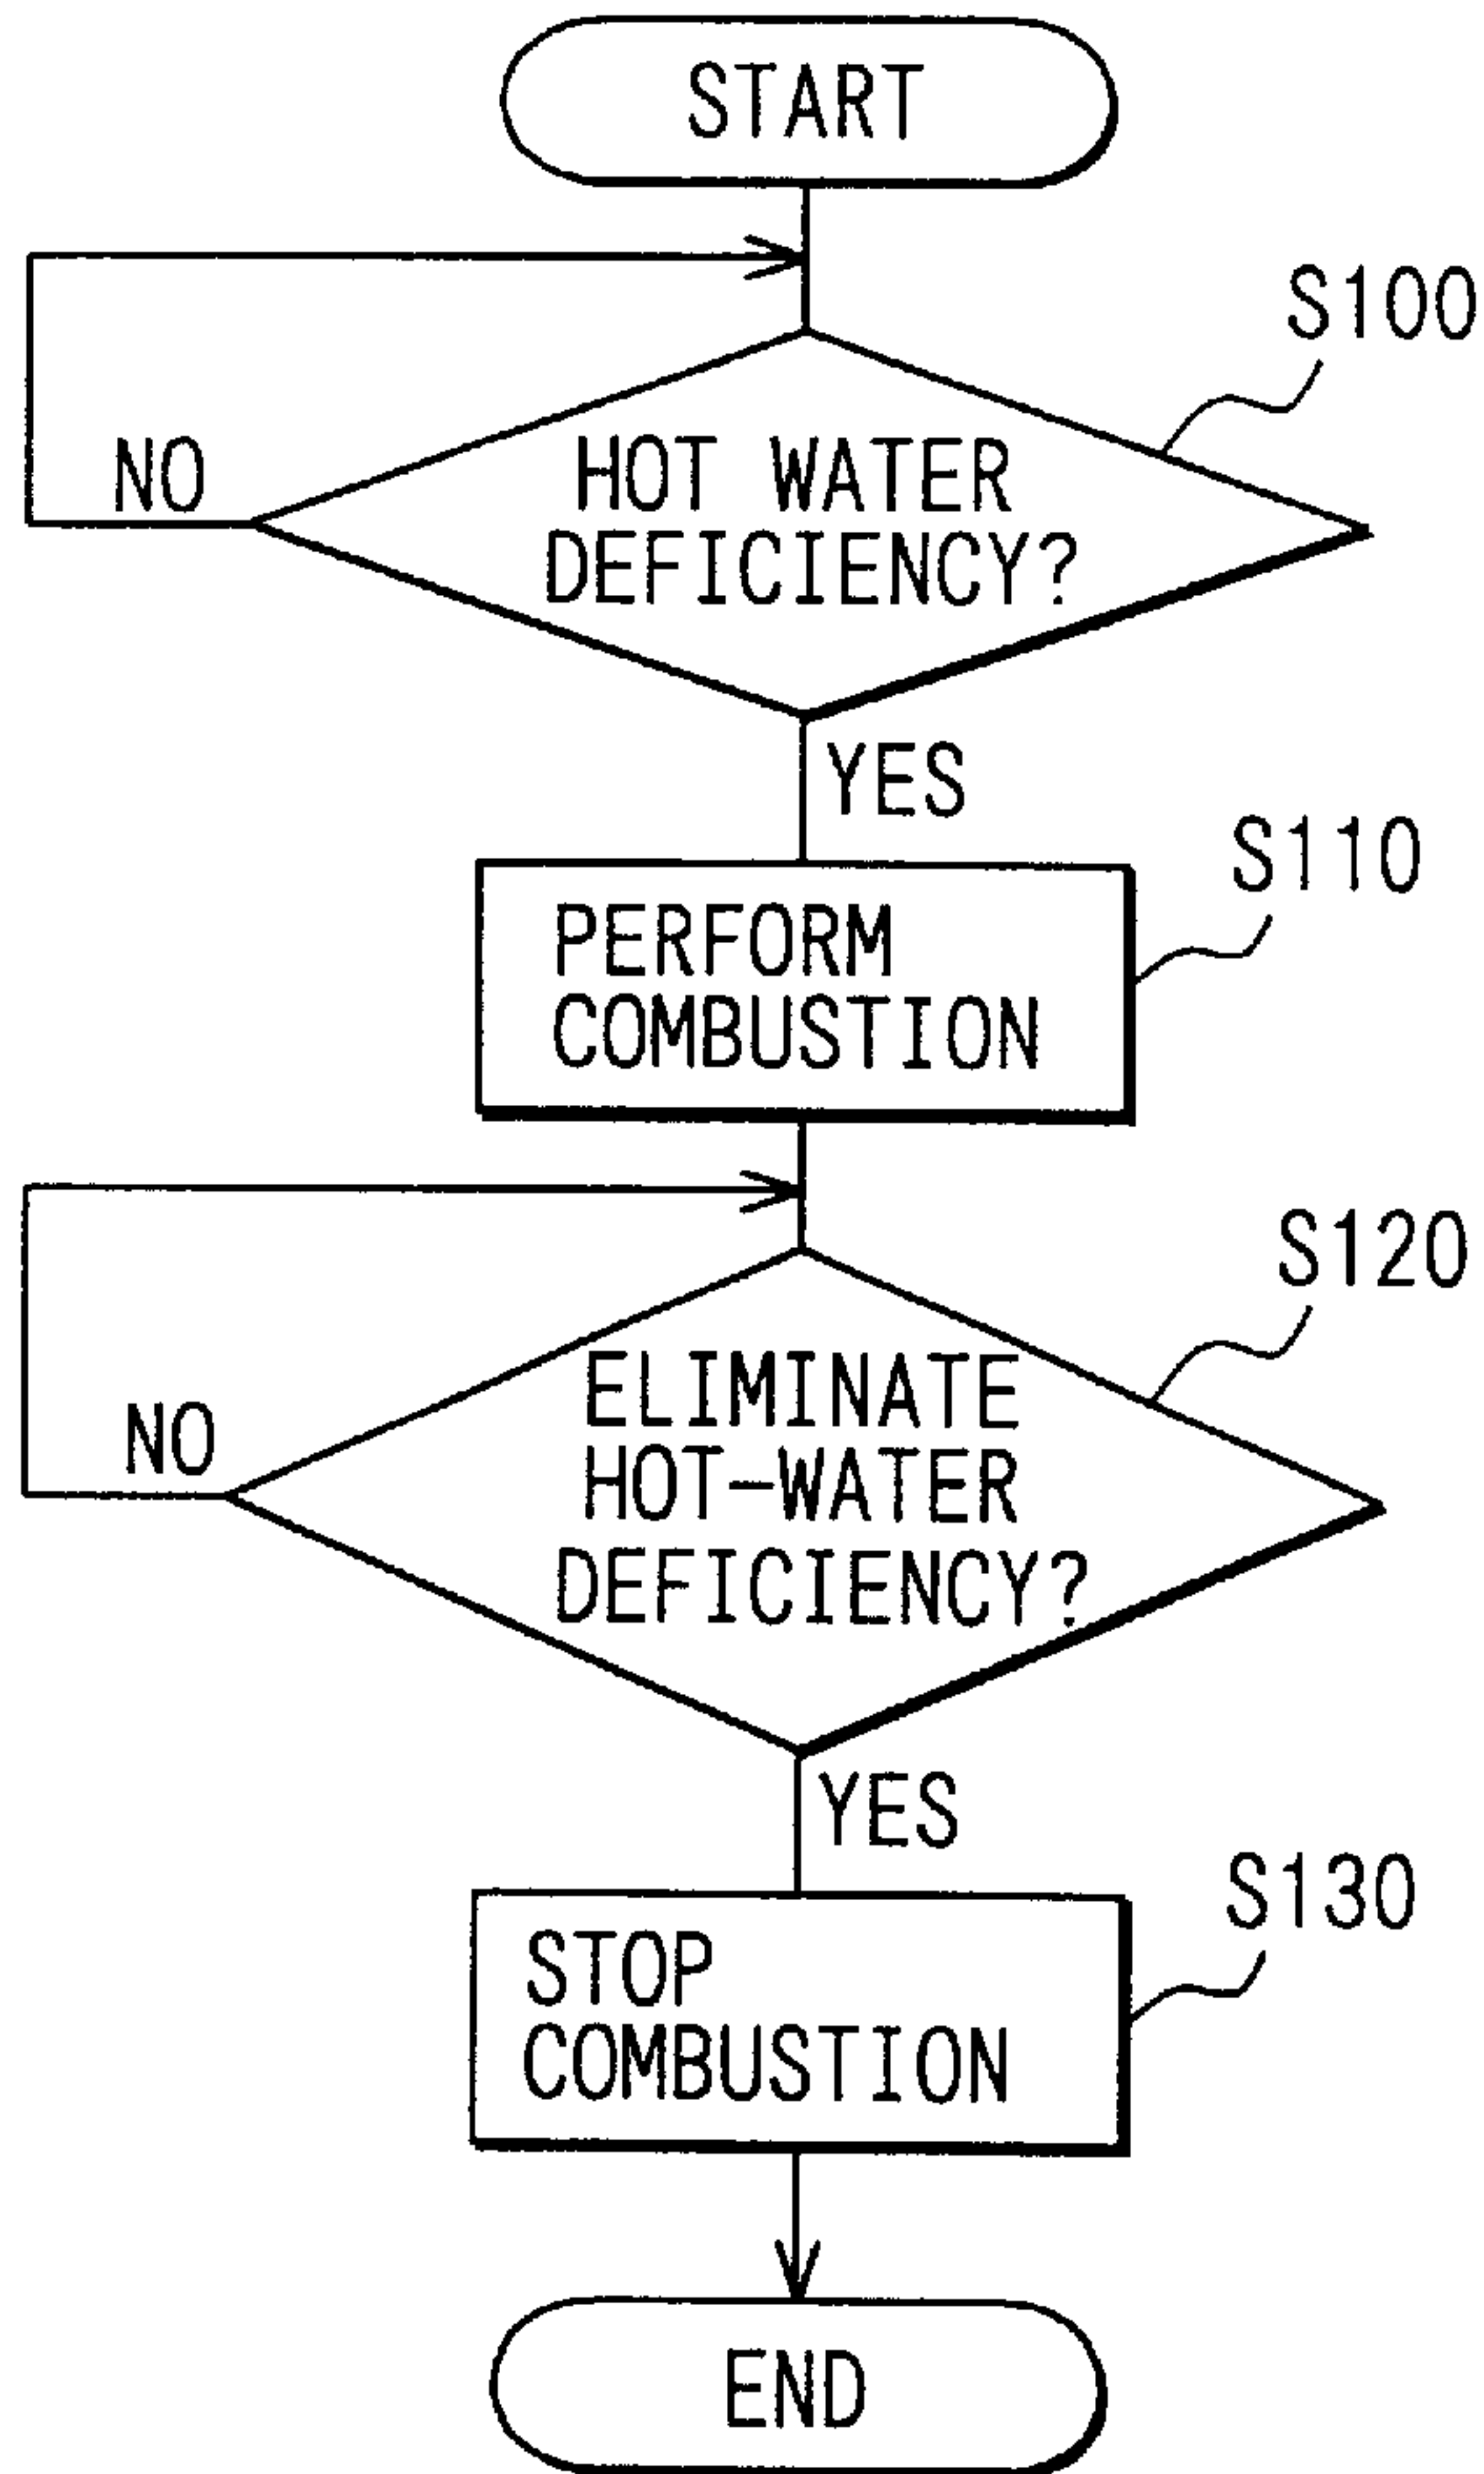 START
S100
NO
HOT WATER
DEFICIENCY?
YES
S110
PERFORM
COMBUSTION
S120
ELIMINATE
NO
HOT-WATER
DEFICIENCY?
YES
S130
STOP
COMBUSTION
END